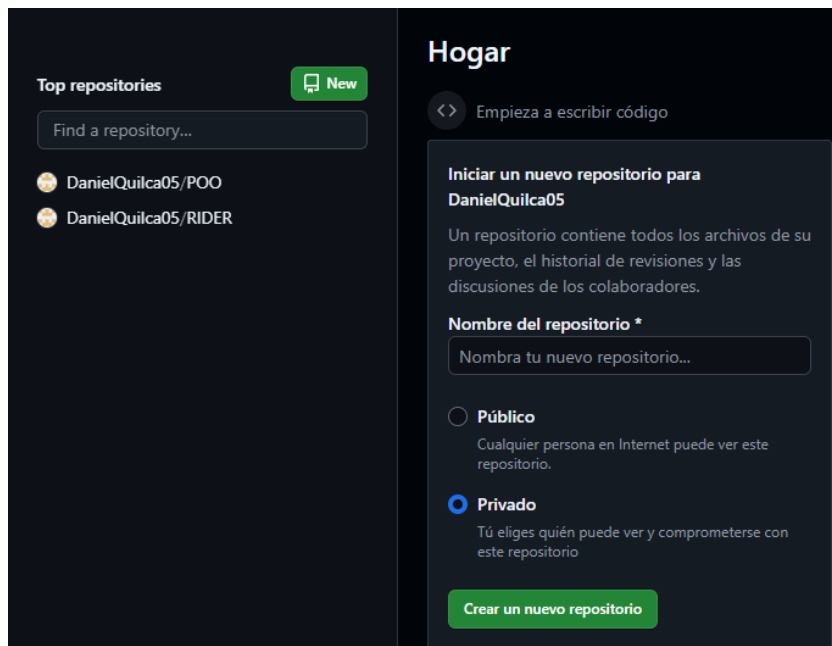 Top repositories
New
Find a repository...
DanielQuilca05/POO
DanielQuilca05/RIDER
Hogar
Empieza a escribir código
Iniciar un nuevo repositorio para
DanielQuilca05
Un repositorio contiene todos los archivos de su
proyecto, el historial de revisiones y las
discusiones de los colaboradores.
Nombre del repositorio *
Nombra tu nuevo repositorio...
Público
Cualquier persona en Internet puede ver este
repositorio.
Privado
Tú eliges quién puede ver y comprometerse con
este repositorio
Crear un nuevo repositorio